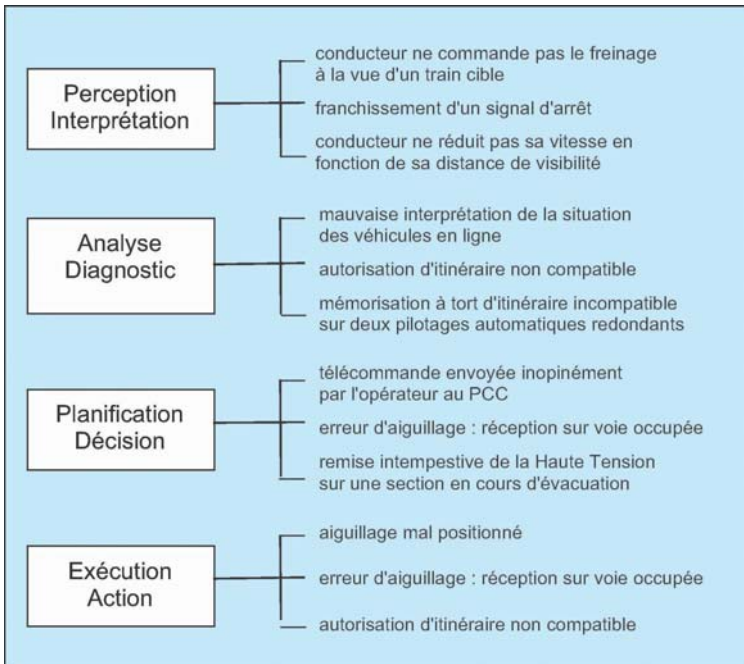 Perception
Interprétation
conducteur ne commande pas le freinage
à la vue d'un train cible
franchissement d'un signal d'arrêt
conducteur ne réduit pas sa vitesse en
fonction de sa distance de visibilité
Analyse
Diagnostic
mauvaise interprétation de la situation
des véhicules en ligne
autorisation d'itinéraire non compatible
mémorisation à tort d'itinéraire incompatible
sur deux pilotages automatiques redondants
Planification
Décision
télécommande envoyée inopinément
par l'opérateur au PCC
erreur d'aiguillage : réception sur voie occupée
remise intempestive de la Haute Tension
sur une section en cours d'évacuation
Exécution
Action
aiguillage mal positionné
erreur d'aiguillage : réception sur voie occupée
autorisation d'itinéraire non compatible